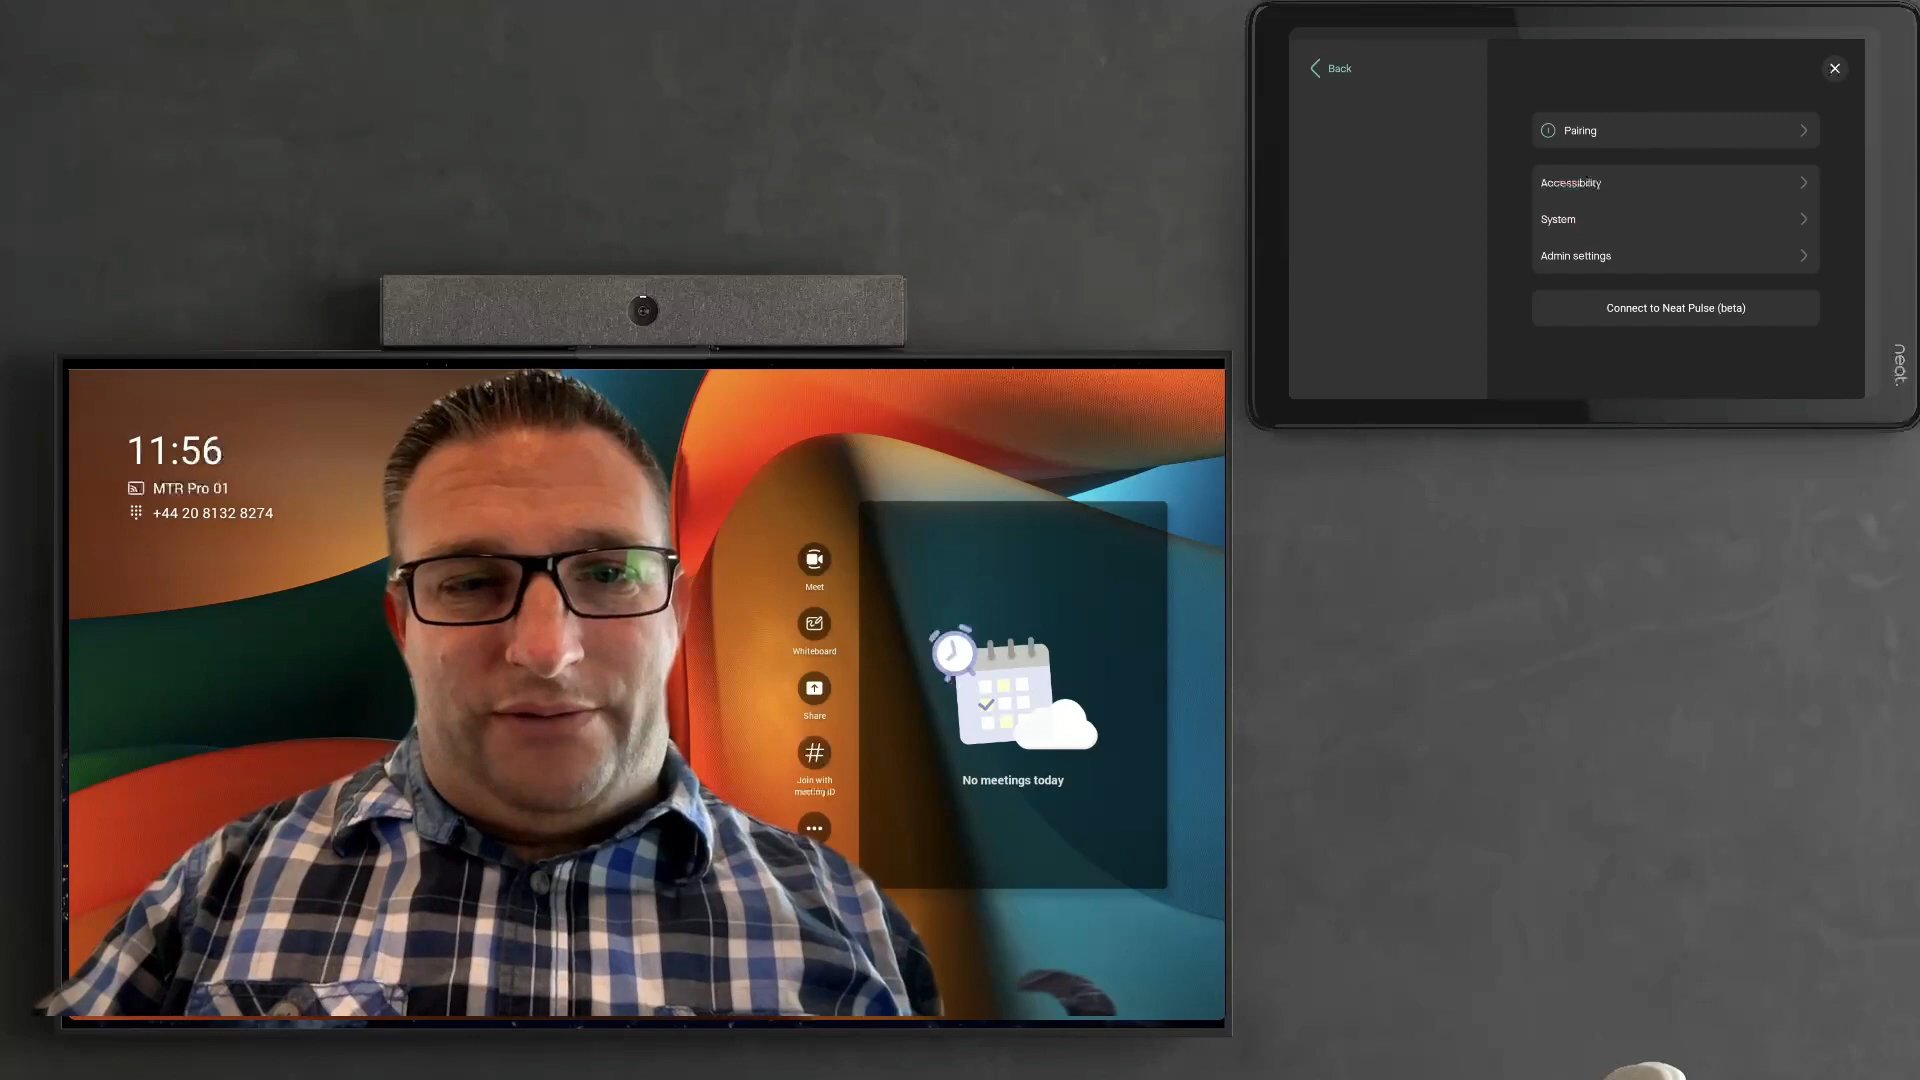 Back
Pairing
Accessibility
System
Admin settings
Connect to Neat Pulse (beta)
neat.
11:56
MTR Pro 01
+44 20 8132 8274
Meet
Whiteboard
Share
Join with
meeting ID
No meetings today